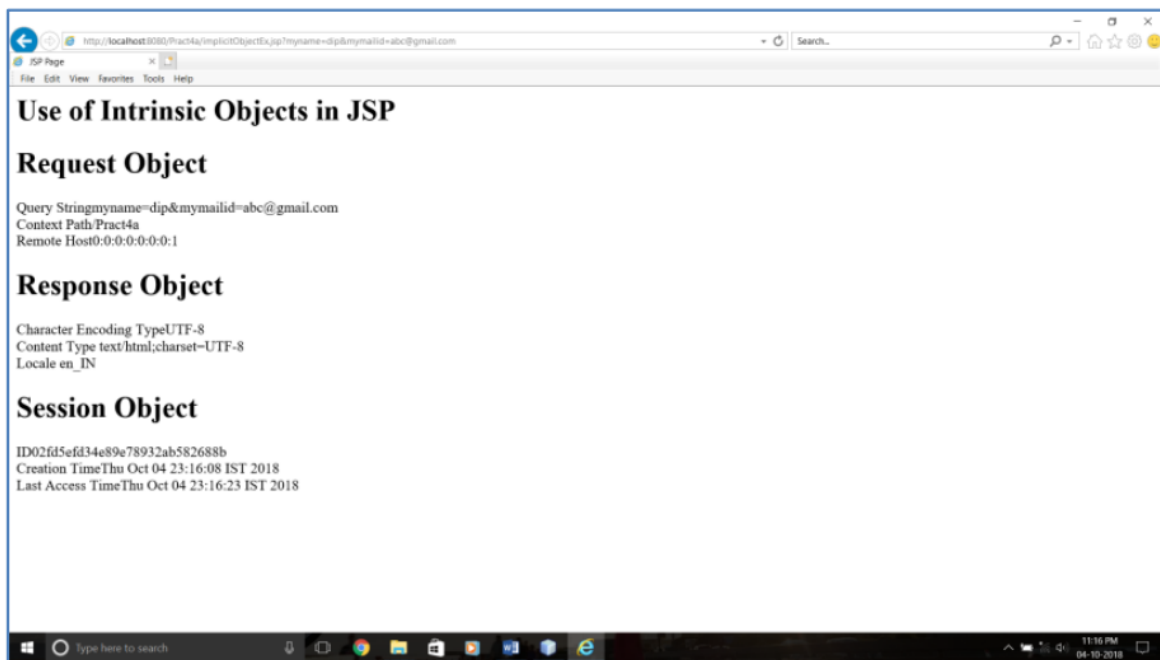 http://localhost:8080/Pract4a/implicitObjectEx.jsp?myname=dip&mymailid=abc@gmail.com
Search...
JSP Page
File Edit View Favorites Tools Help
Use of Intrinsic Objects in JSP
Request Object
Query Stringmyname=dip&mymailid=abc@gmail.com
Context Path/Pract4a
Remote Host0:0:0:0:0:0:0:1
Response Object
Character Encoding TypeUTF-8
Content Type text/html;charset=UTF-8
Locale en_IN
Session Object
ID02fd5efd34e89e78932ab582688b
Creation TimeThu Oct 04 23:16:08 IST 2018
Last Access TimeThu Oct 04 23:16:23 IST 2018
Type here to search
11:16 PM
04-10-2018